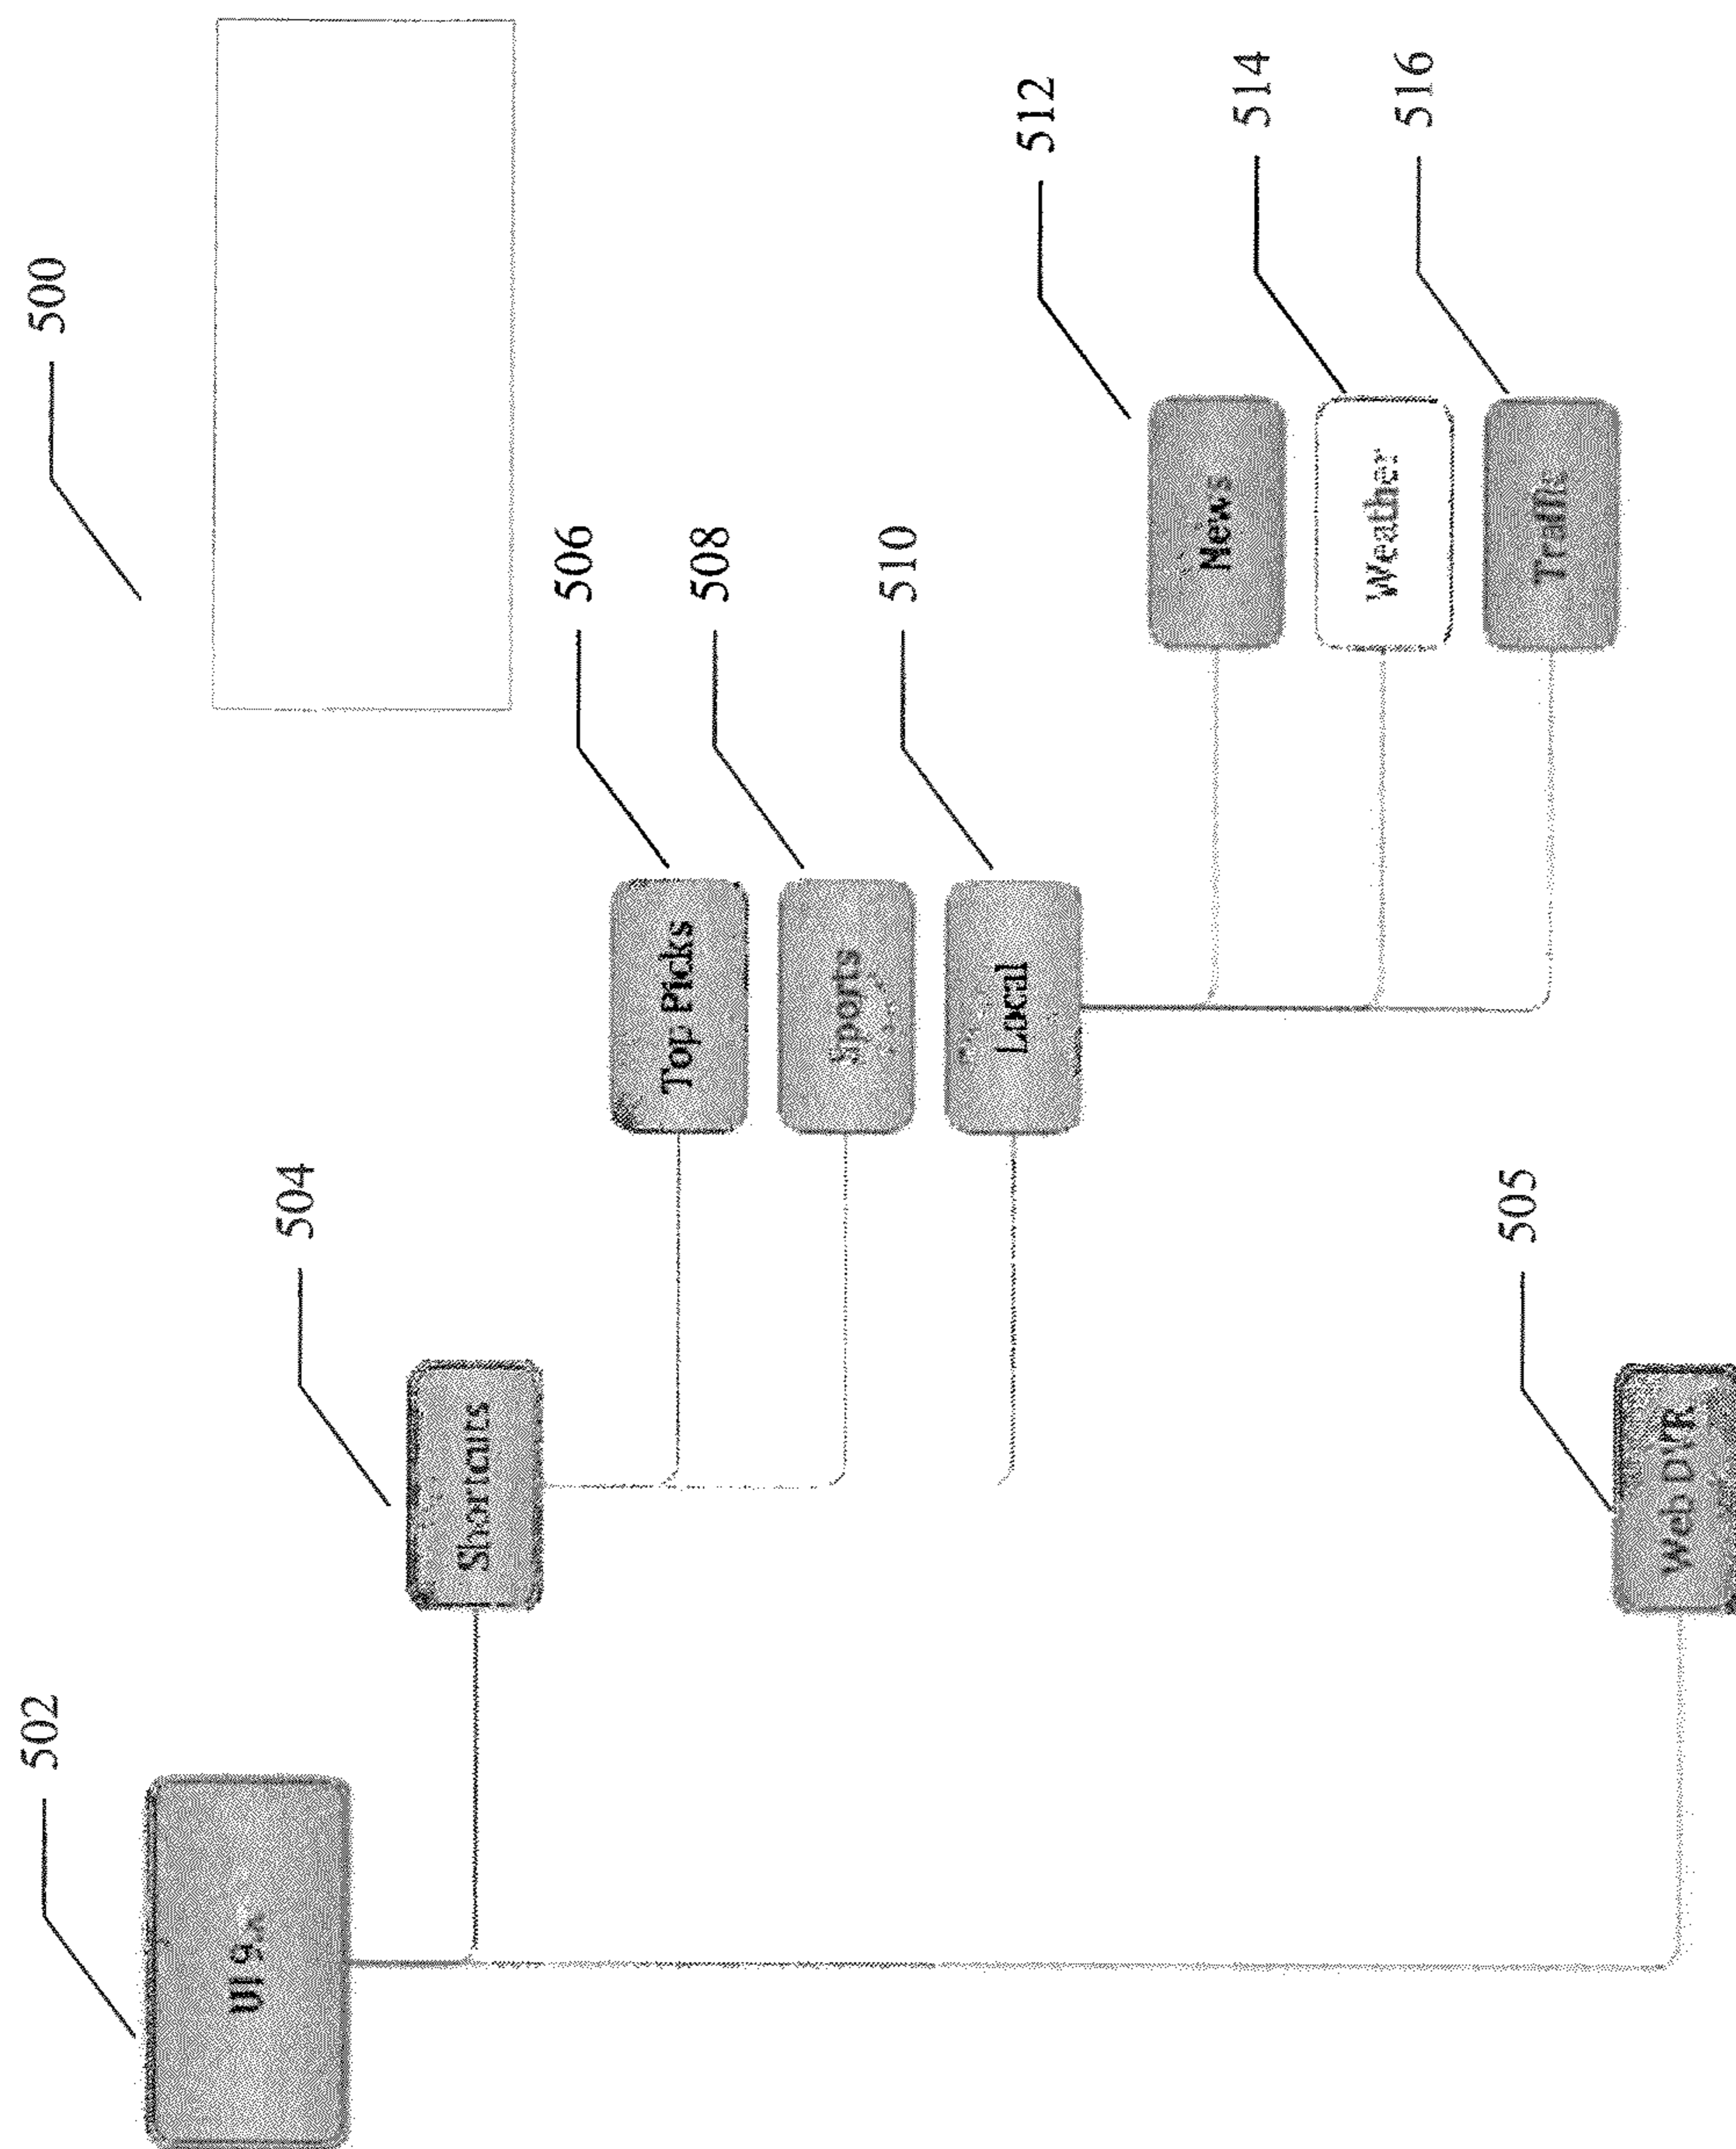 500
502
UI 9.x
504
Shortcuts
506
Top Picks
508
Sports
510
Local
512
News
514
Weather
516
Traffic
505
Web DVR